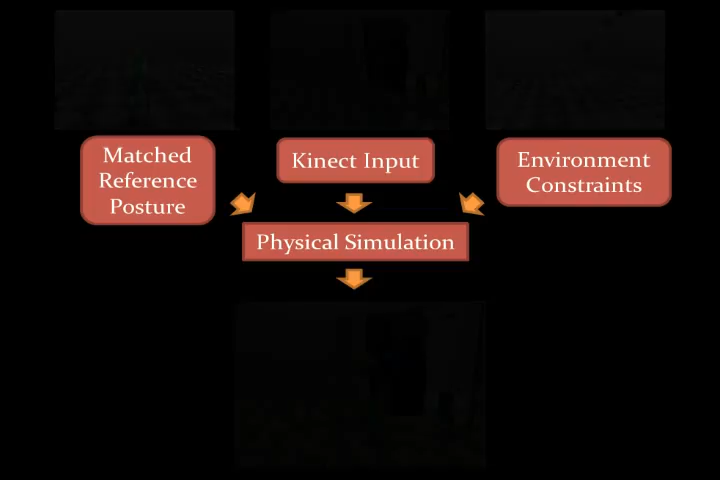 Matched
Reference
Posture
Kinect Input
Environment
Constraints
Physical Simulation